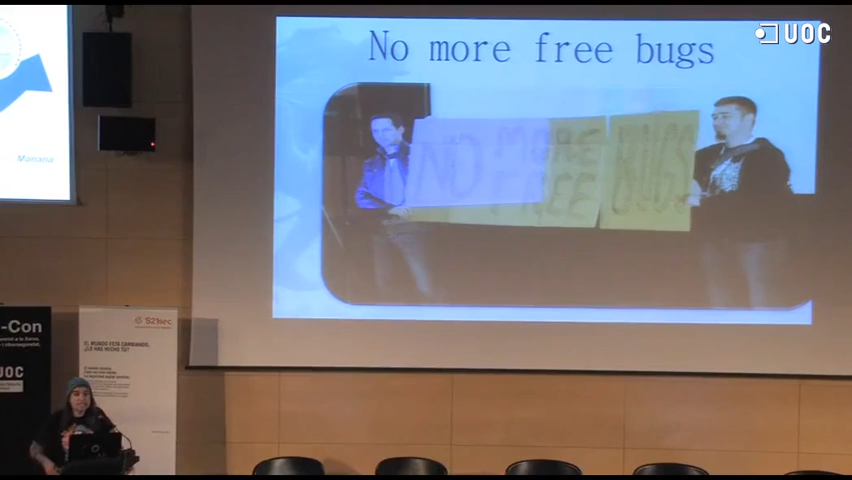 No more free bugs
UOC
NO MORE
FREE BUGS
Mañana
-Con
UOC
S21sec
EL MUNDO ESTÁ CAMBIANDO,
¿LO HAS HECHO TÚ?